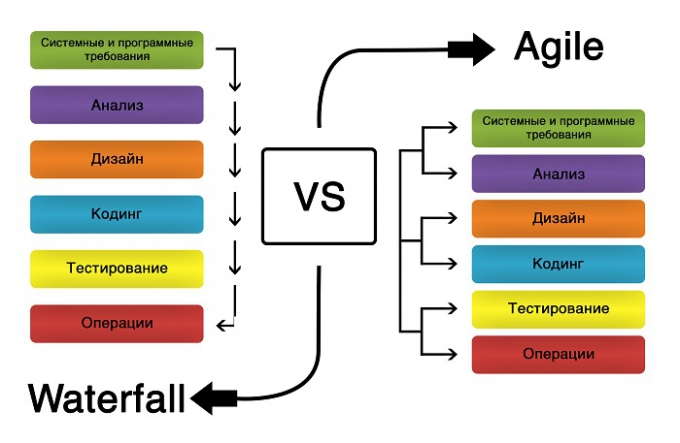 Системные и программные
требования
Анализ
Дизайн
Кодинг
Тестирование
Операции
Waterfall
VS
Agile
Системные и программные
требования
Анализ
Дизайн
Кодинг
Тестирование
Операции